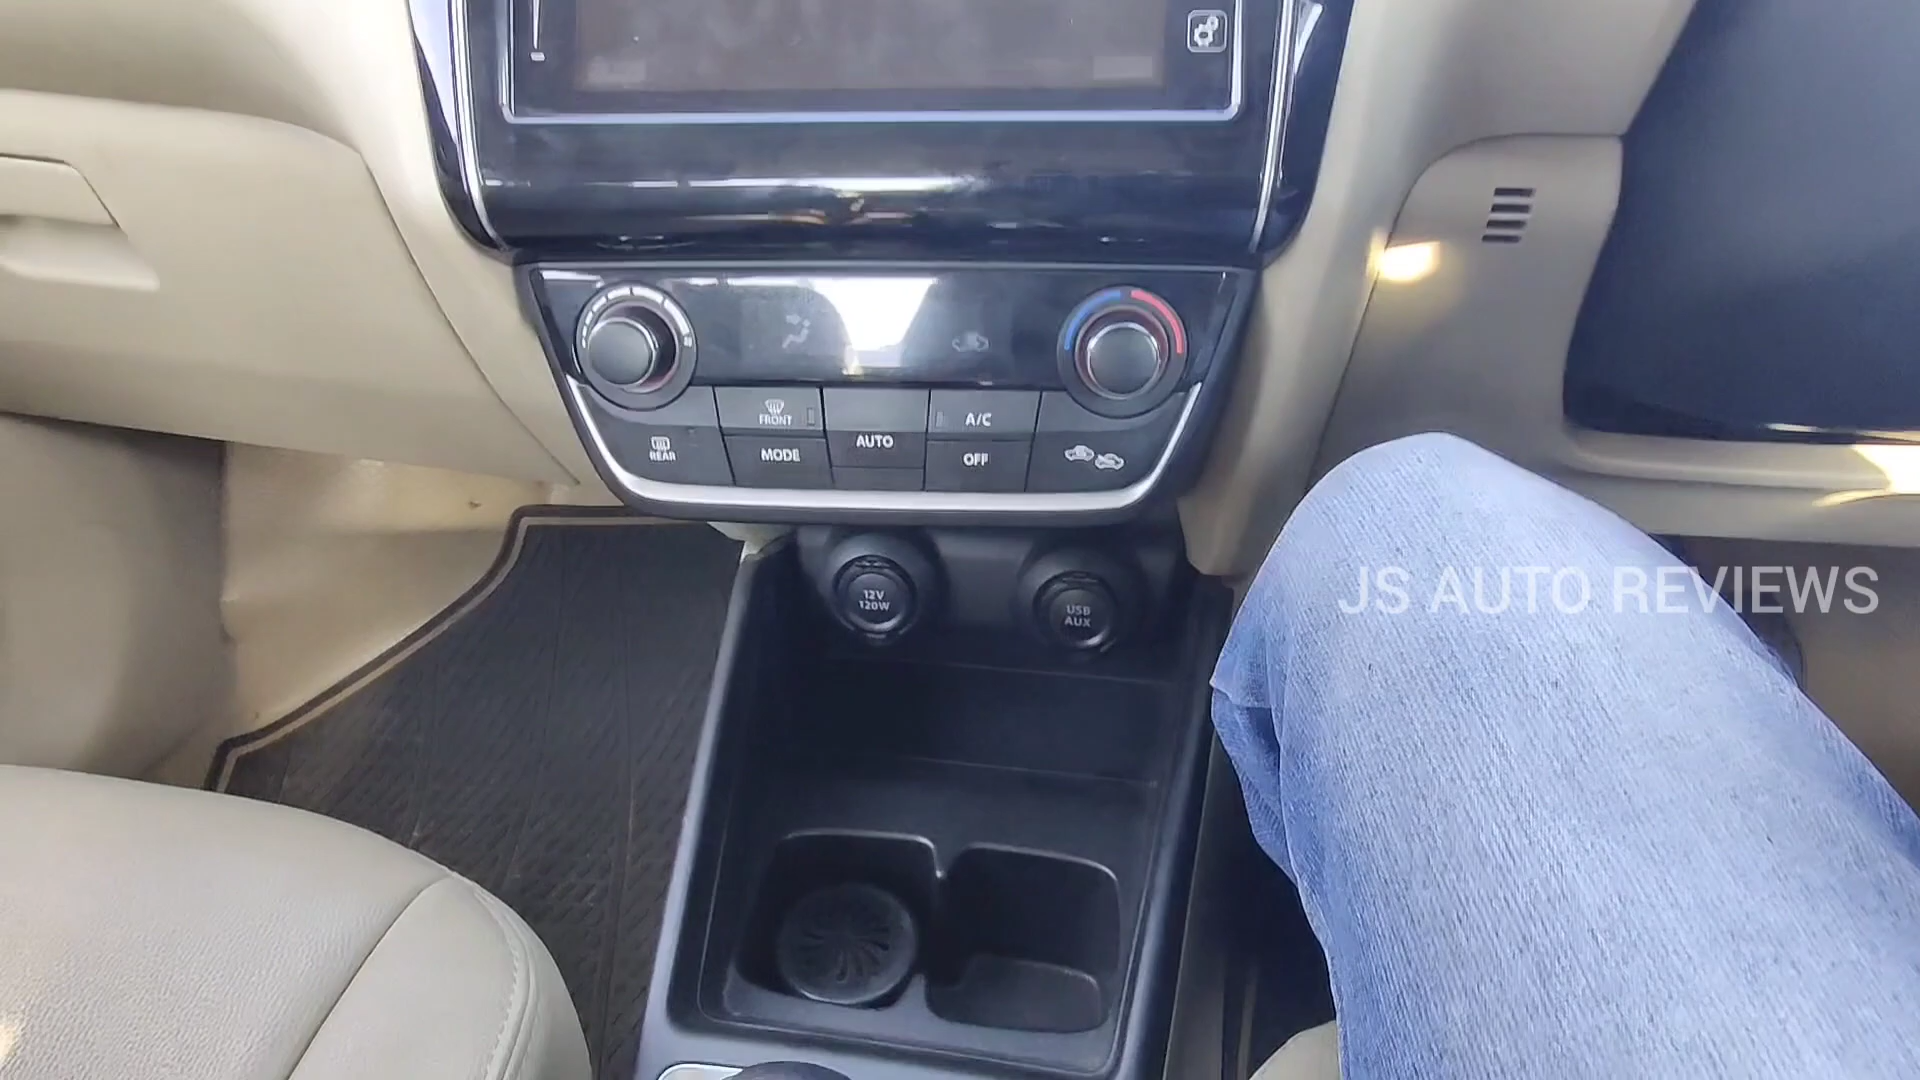 FRONT
A/C
REAR
MODE
AUTO
OFF
12V
120W
USB
AUX
JS AUTO REVIEWS